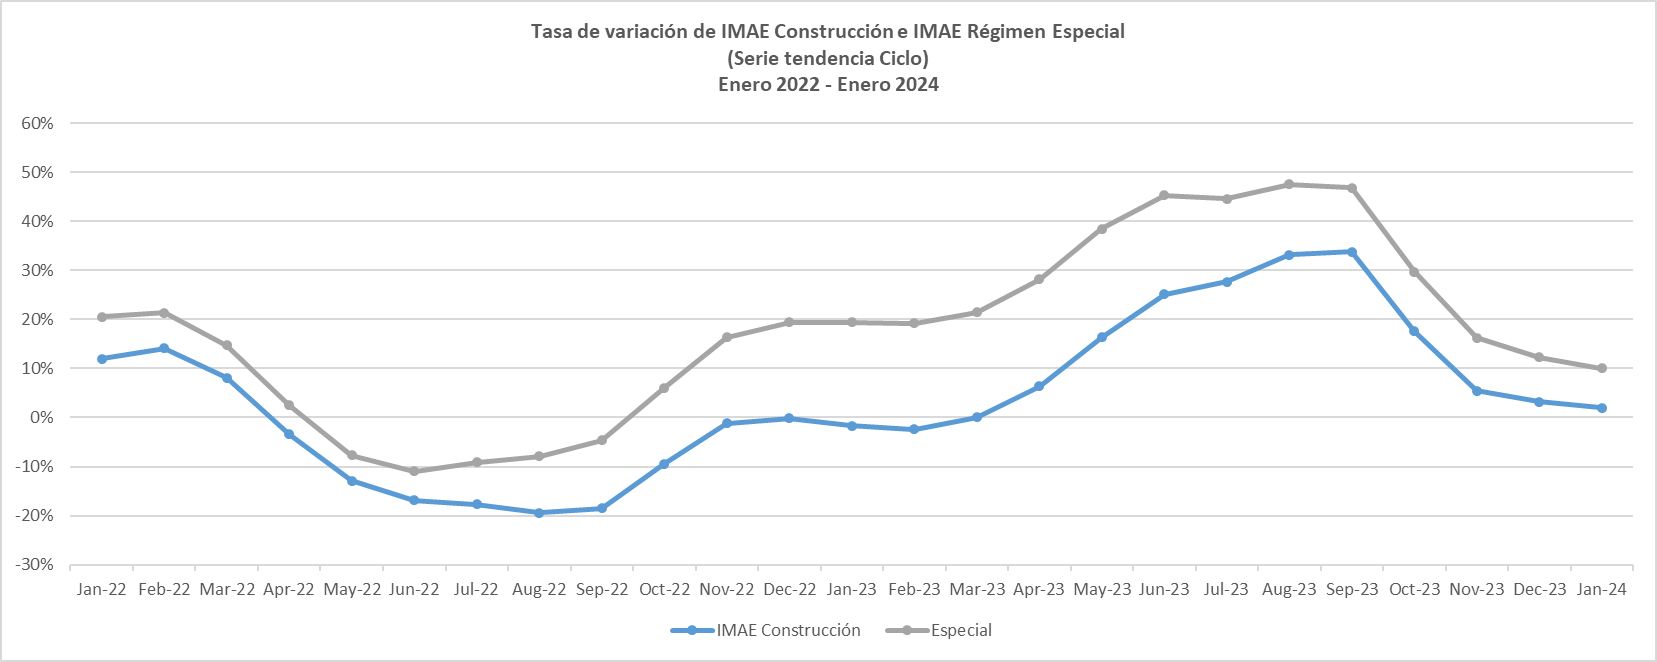 Tasa de variación de IMAE Construcción e IMAE Régimen Especial
(Serie tendencia Ciclo)
Enero 2022 - Enero 2024
60%
50%
40%
30%
20%
10%
0%
-10%
-20%
-30%
Jan-22 Feb-22 Mar-22 Apr-22 May-22 Jun-22 Jul-22 Aug-22 Sep-22 Oct-22 Nov-22 Dec-22 Jan-23 Feb-23 Mar-23 Apr-23 May-23 Jun-23 Jul-23 Aug-23 Sep-23 Oct-23 Nov-23 Dec-23 Jan-24
IMAE Construcción Especial